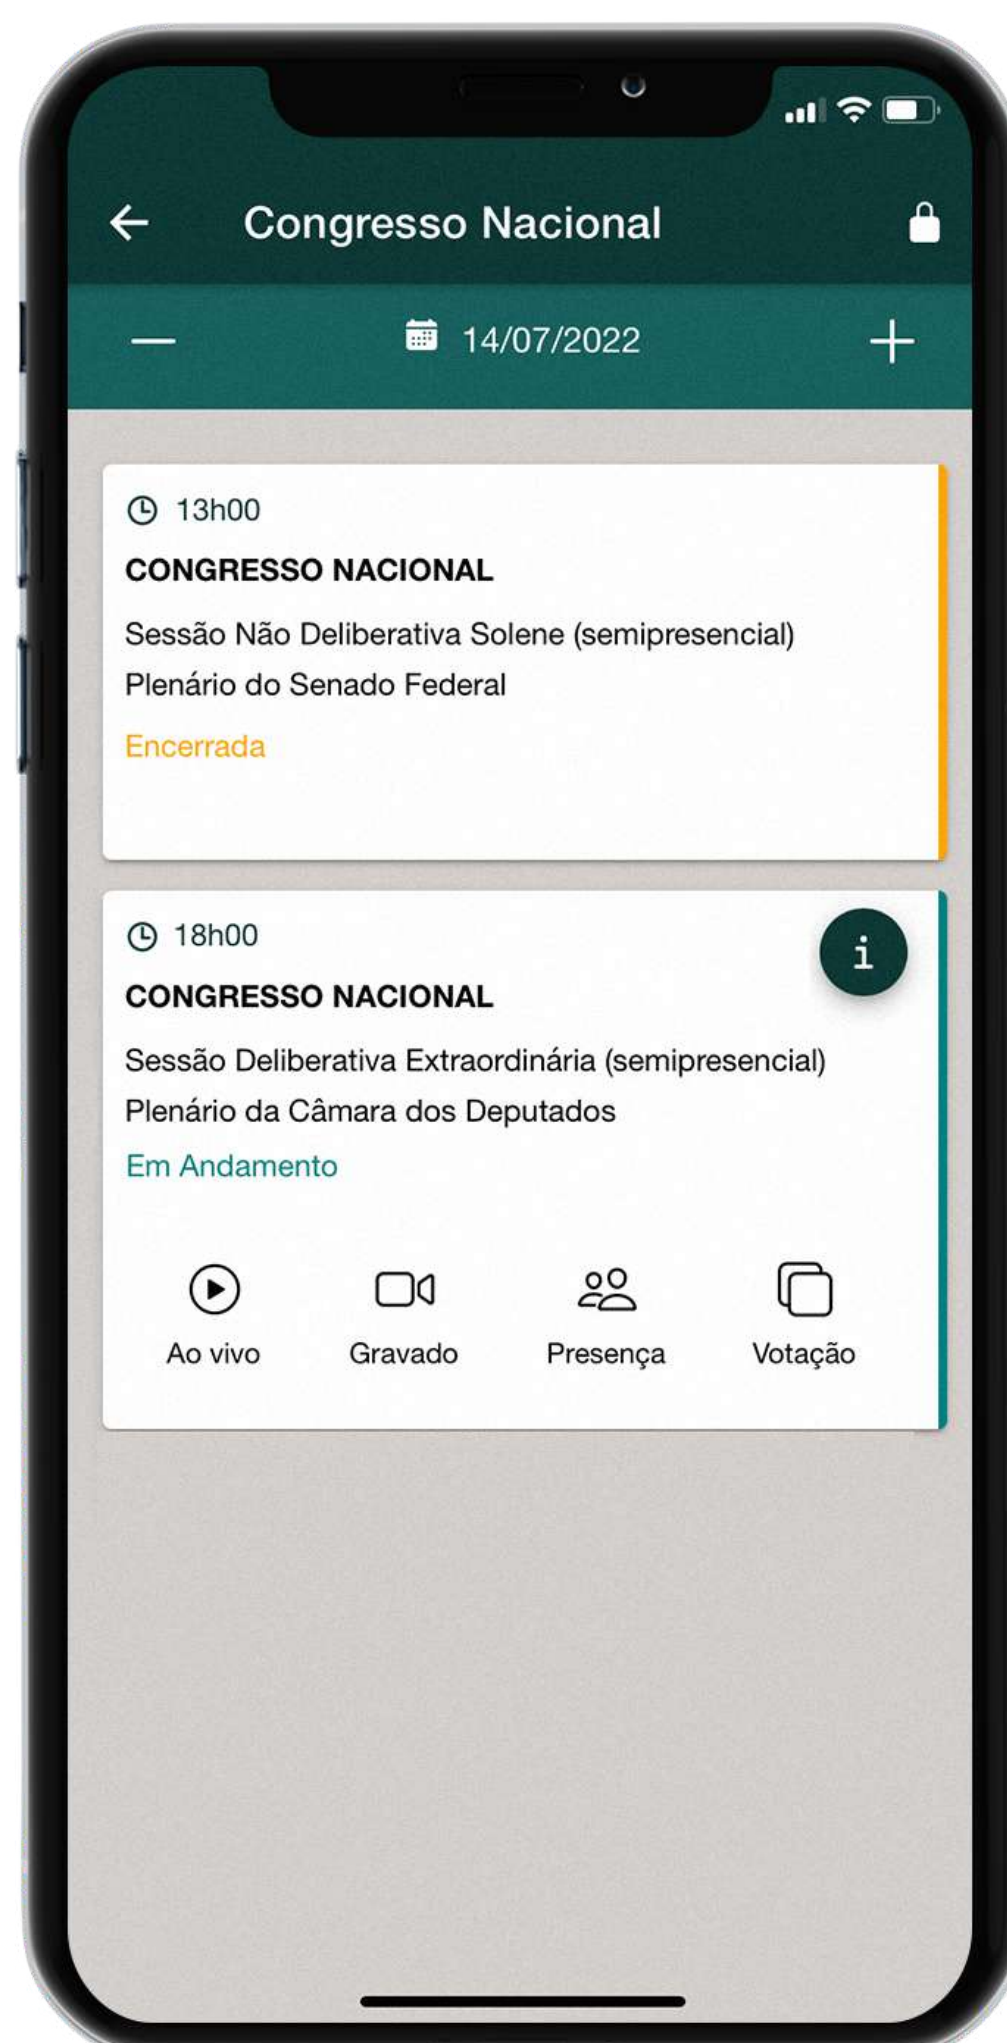 Congresso Nacional
14/07/2022
13h00
CONGRESSO NACIONAL
Sessão Não Deliberativa Solene (semipresencial)
Plenário do Senado Federal
Encerrada
18h00
i
CONGRESSO NACIONAL
Sessão Deliberativa Extraordinária (semipresencial)
Plenário da Câmara dos Deputados
Em Andamento
Ao vivo Gravado Presença Votação